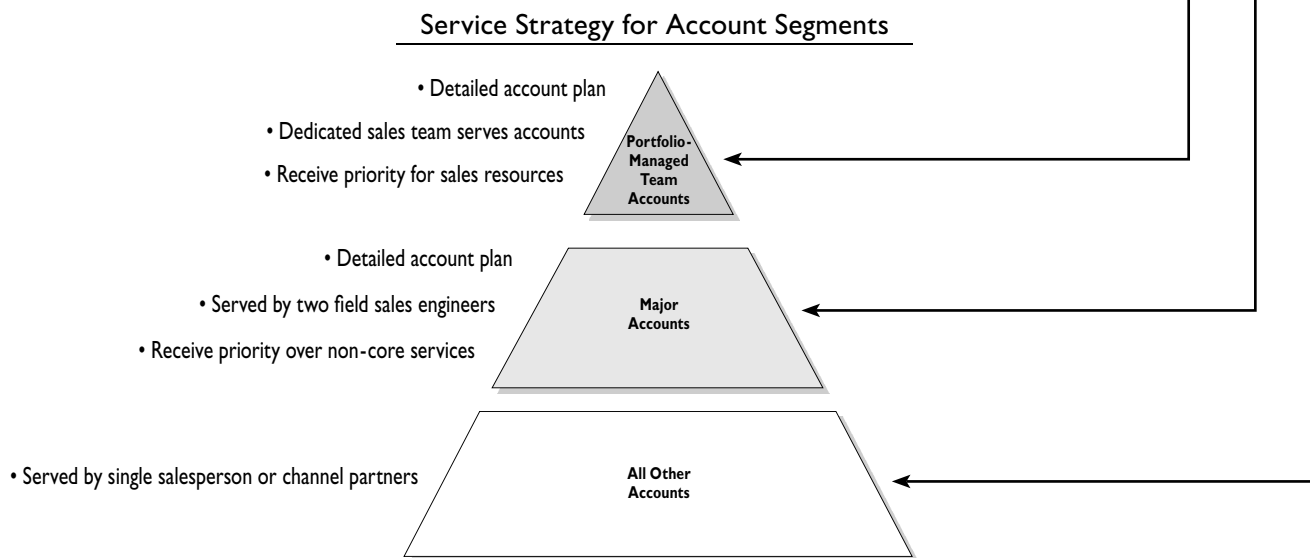 Service Strategy for Account Segments
• Detailed account plan
• Dedicated sales team serves accounts
• Receive priority for sales resources
Portfolio-
Managed
Team
Accounts
• Detailed account plan
• Served by two field sales engineers
• Receive priority over non-core services
Major
Accounts
• Served by single salesperson or channel partners
All Other
Accounts